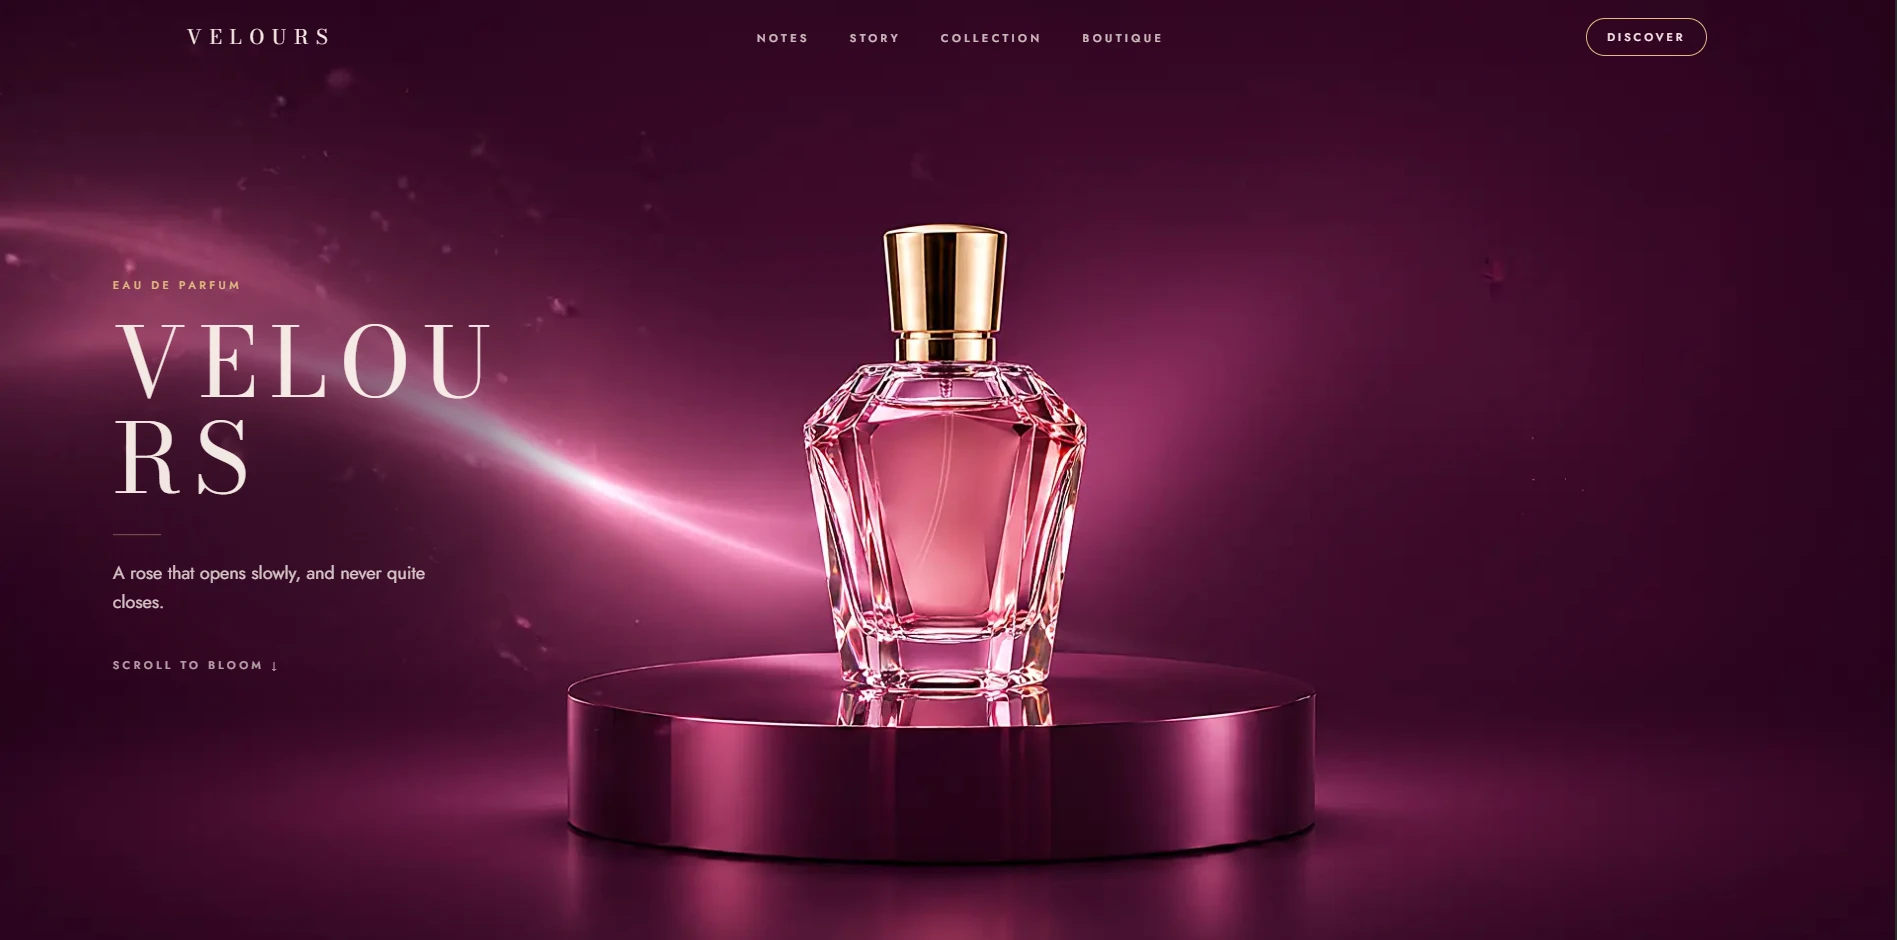 VELOURS
NOTES STORY COLLECTION BOUTIQUE
DISCOVER
EAU DE PARFUM
VELOU
RS
A rose that opens slowly, and never quite
closes.
SCROLL TO BLOOM ↓